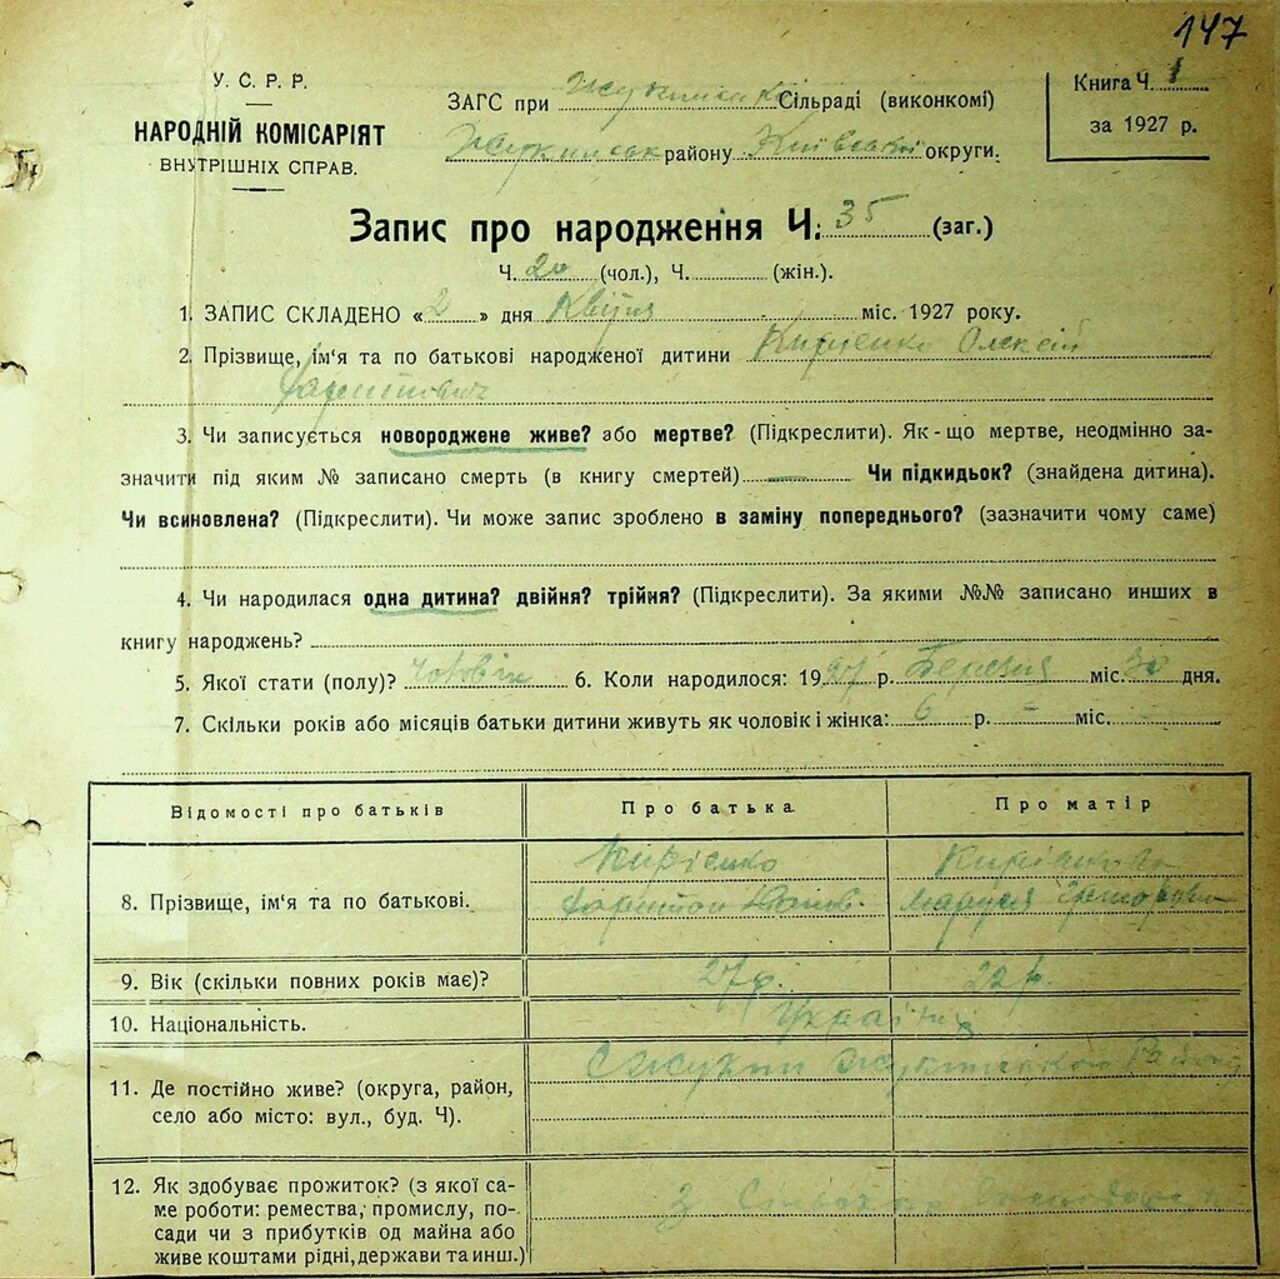 147
У. С. Р. Р.
НАРОДНІЙ КОМІСАРІЯТ
ВНУТРІШНІХ СПРАВ.
ЗАГС при Сільраді (виконкомі)
району Київської округи.
Книга Ч. 1
за 1927 р.
Запис про народження Ч. 35 (заг.)
Ч. 20 (чол.), Ч. (жін.).
1. ЗАПИС СКЛАДЕНО « 2 » дня Квітня міс. 1927 року.
2. Прізвище, ім‘я та по батькові народженої дитини Олексій
3. Чи записується новороджене живе? або мертве? (Підкреслити). Як-що мертве, неодмінно за-
значити під яким № записано смерть (в книгу смертей) — Чи підкидьок? (знайдена дитина).
Чи всиновлена? (Підкреслити). Чи може запис зроблено в заміну попереднього? (зазначити чому саме)
4. Чи народилася одна дитина? двійня? трійня? (Підкреслити). За якими №№ записано инших в
книгу народжень?
5. Якої стати (полу)? чоловік 6. Коли народилося: 1927 р. Березня міс. 30 дня.
7. Скільки років або місяців батьки дитини живуть як чоловік і жінка: 6 р. – міс.
Відомості про батьків Про батька Про матір
8. Прізвище, ім‘я та по батькові.
9. Вік (скільки повних років має)? 27 р. 22 р.
10. Національність. Українці
11. Де постійно живе? (округа, район,
село або місто: вул., буд. Ч).
12. Як здобуває прожиток? (з якої са-
ме роботи: ремества, промислу, по-
сади чи з прибутків од майна або
живе коштами рідні, держави та инш.)